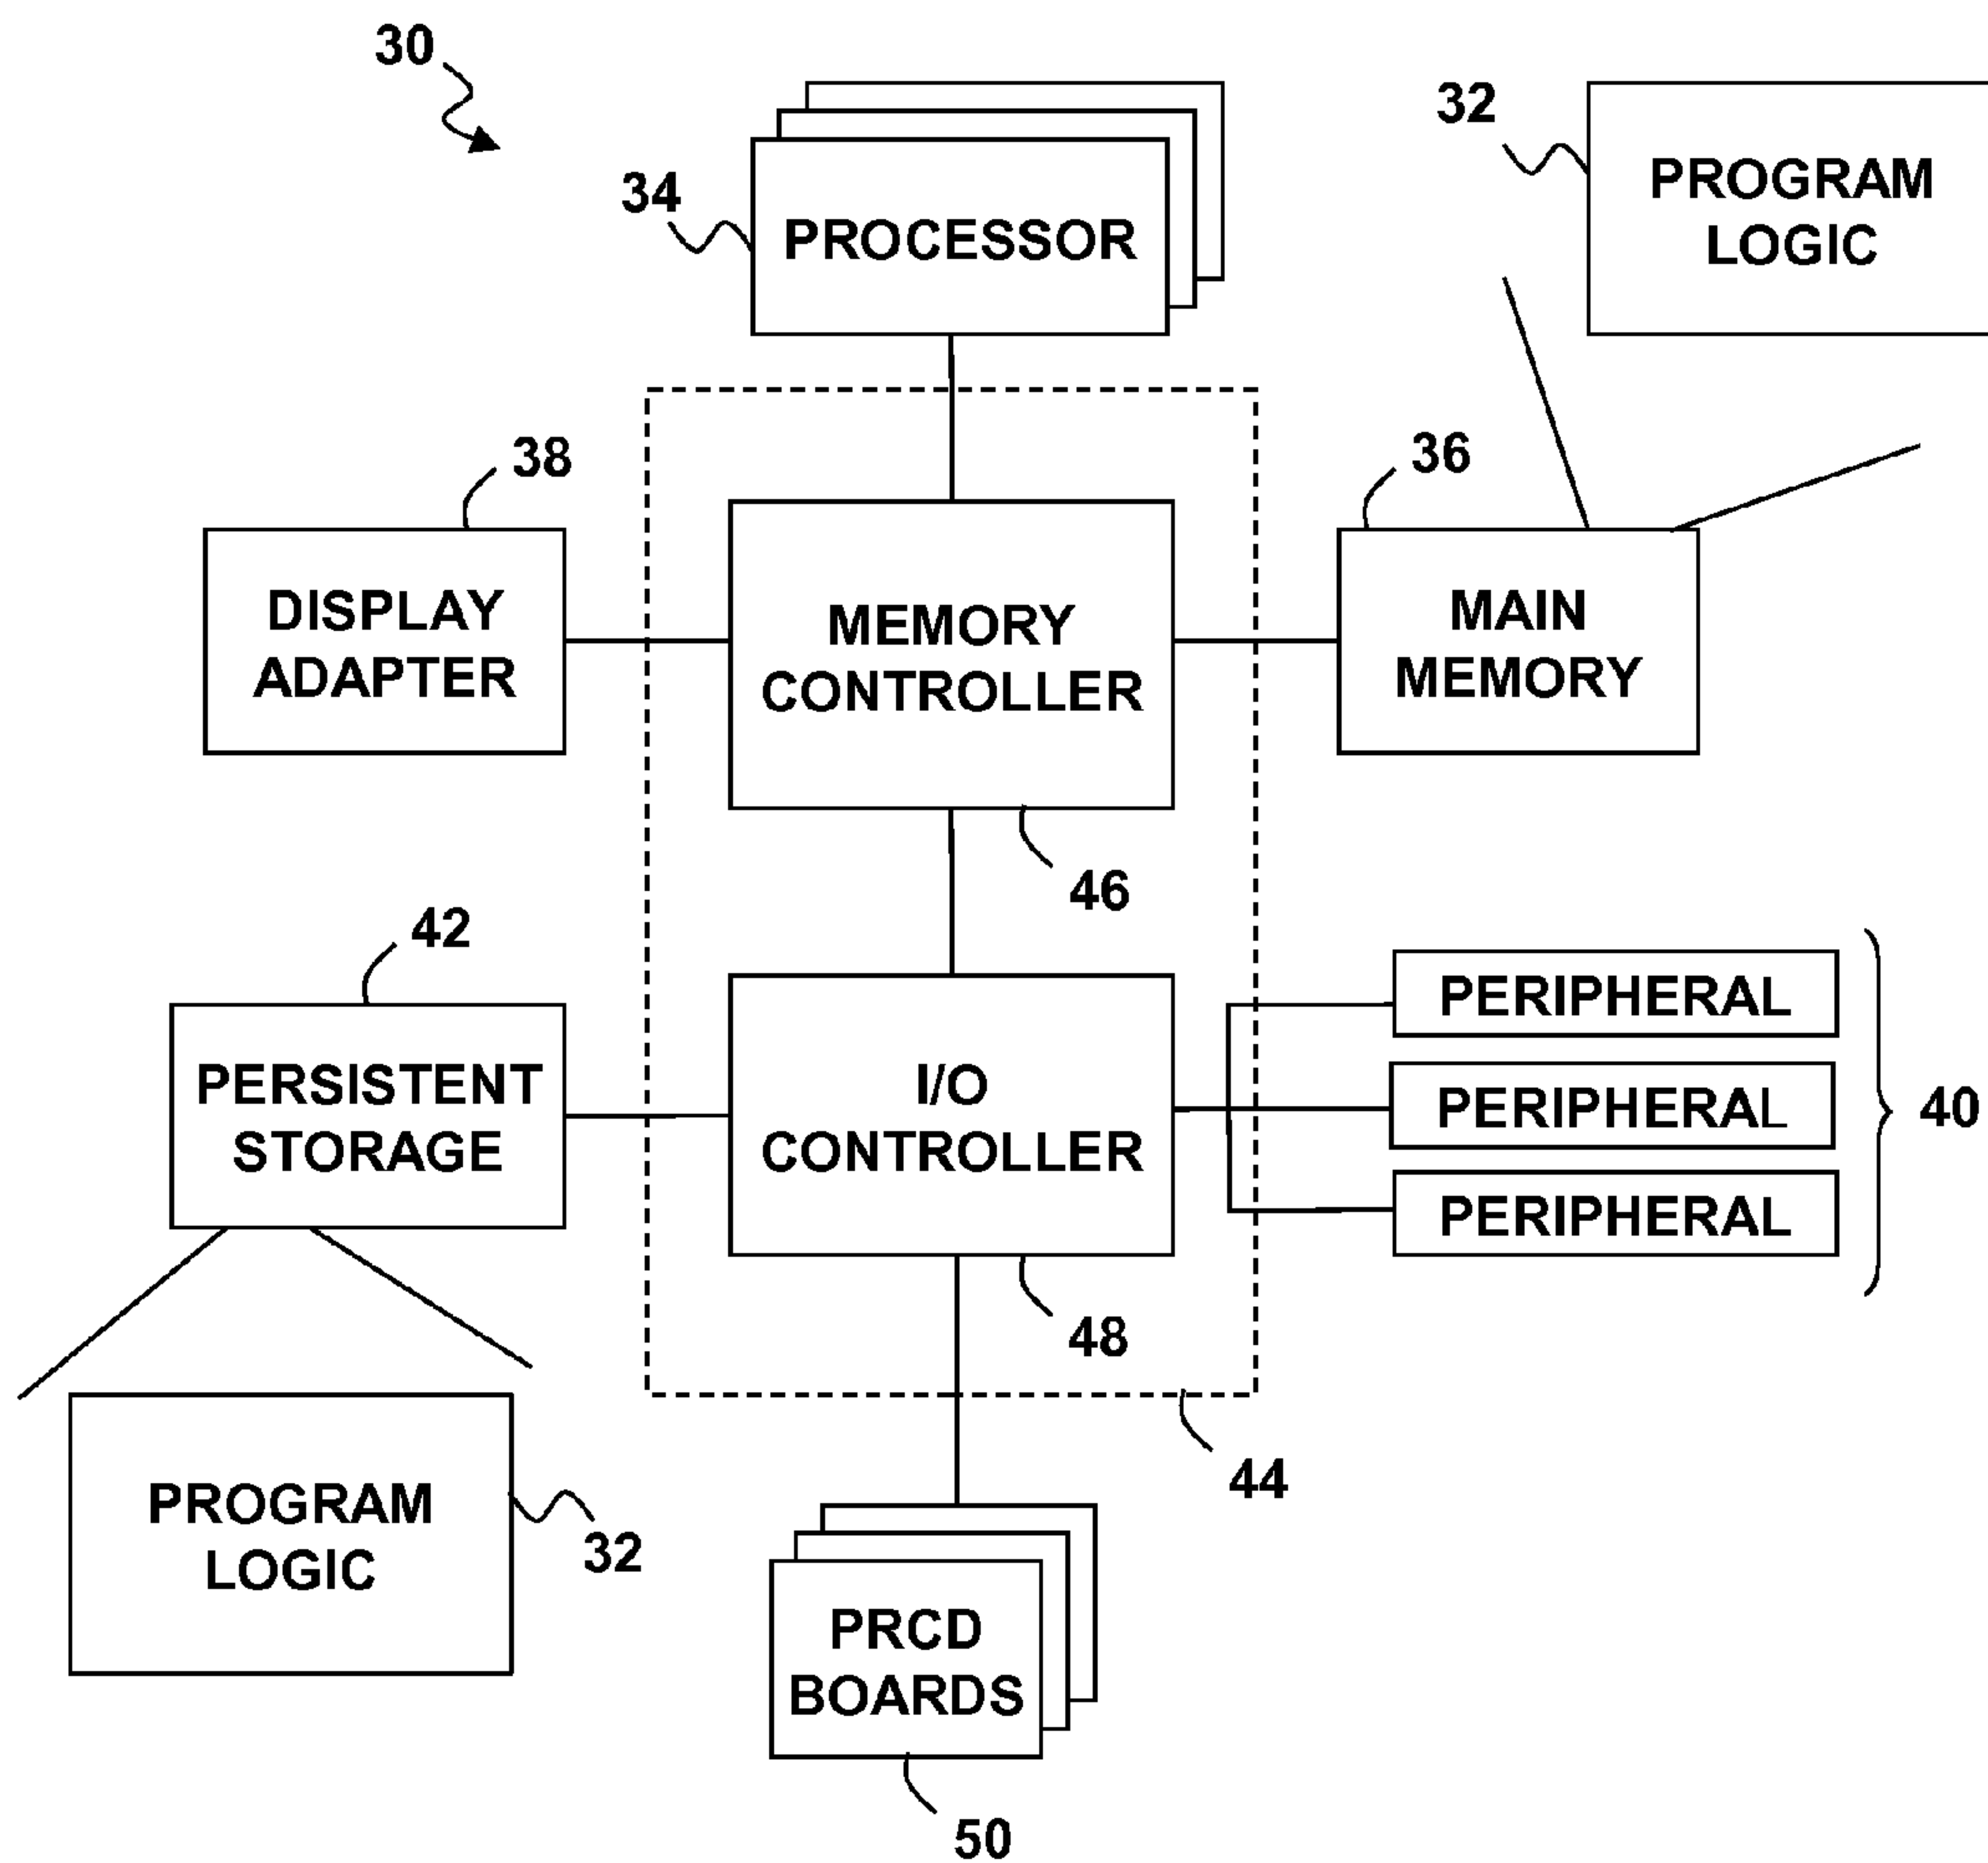 30
32
PROGRAM
LOGIC
34
PROCESSOR
38
36
DISPLAY
ADAPTER
MEMORY
CONTROLLER
MAIN
MEMORY
46
42
PERSISTENT
STORAGE
I/O
CONTROLLER
PERIPHERAL
PERIPHERAL
PERIPHERAL
40
48
44
PROGRAM
LOGIC
32
PRCD
BOARDS
50